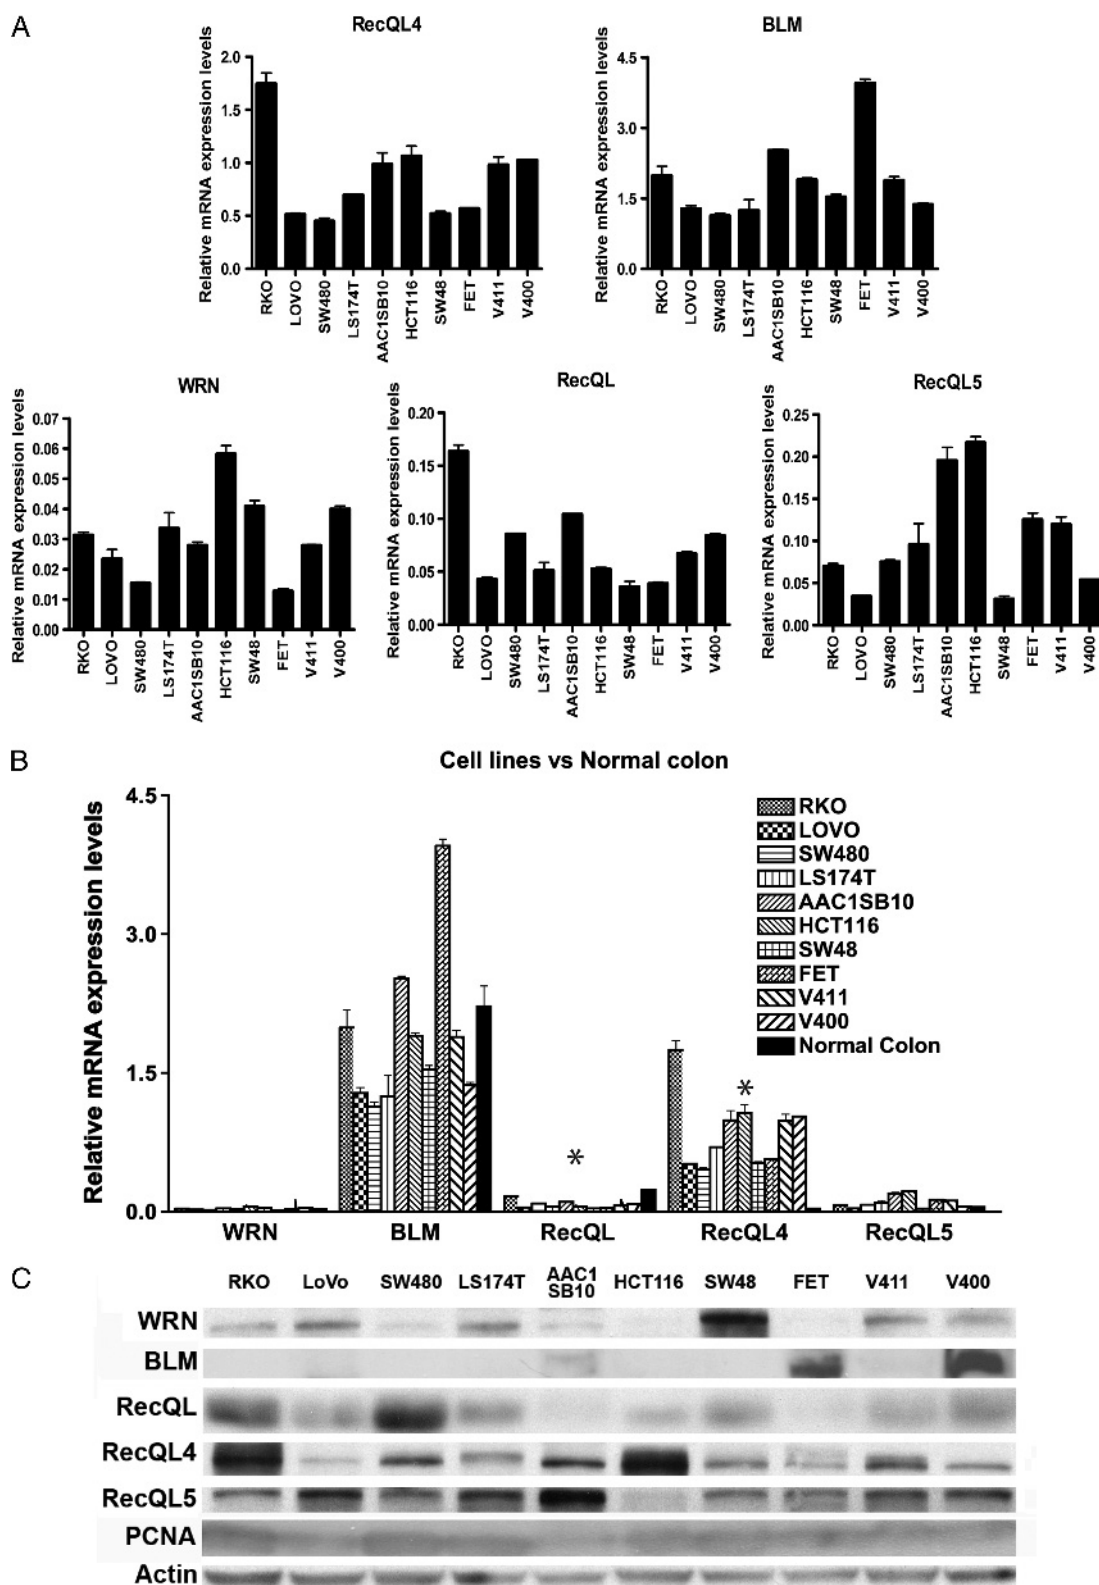 A
RecQL4
Relative mRNA expression levels
2.0
1.5
1.0
0.5
0.0
RKO
LOVO
SW480
LS174T
AAC1SB10
HCT116
SW48
FET
V411
V400
BLM
Relative mRNA expression levels
4.5
3.0
1.5
0.0
RKO
LOVO
SW480
LS174T
AAC1SB10
HCT116
SW48
FET
V411
V400
WRN
Relative mRNA expression levels
0.07
0.06
0.05
0.04
0.03
0.02
0.01
0.00
RKO
LOVO
SW480
LS174T
AAC1SB10
HCT116
SW48
FET
V411
V400
RecQL
Relative mRNA expression levels
0.20
0.15
0.10
0.05
0.00
RKO
LOVO
SW480
LS174T
AAC1SB10
HCT116
SW48
FET
V411
V400
RecQL5
Relative mRNA expression levels
0.25
0.20
0.15
0.10
0.05
0.00
RKO
LOVO
SW480
LS174T
AAC1SB10
HCT116
SW48
FET
V411
V400
B
Cell lines vs Normal colon
Relative mRNA expression levels
4.5
3.0
1.5
0.0
*
*
WRN BLM RecQL RecQL4 RecQL5
RKO
LOVO
SW480
LS174T
AAC1SB10
HCT116
SW48
FET
V411
V400
Normal Colon
C
RKO LoVo SW480 LS174T AAC1 SB10 HCT116 SW48 FET V411 V400
WRN
BLM
RecQL
RecQL4
RecQL5
PCNA
Actin